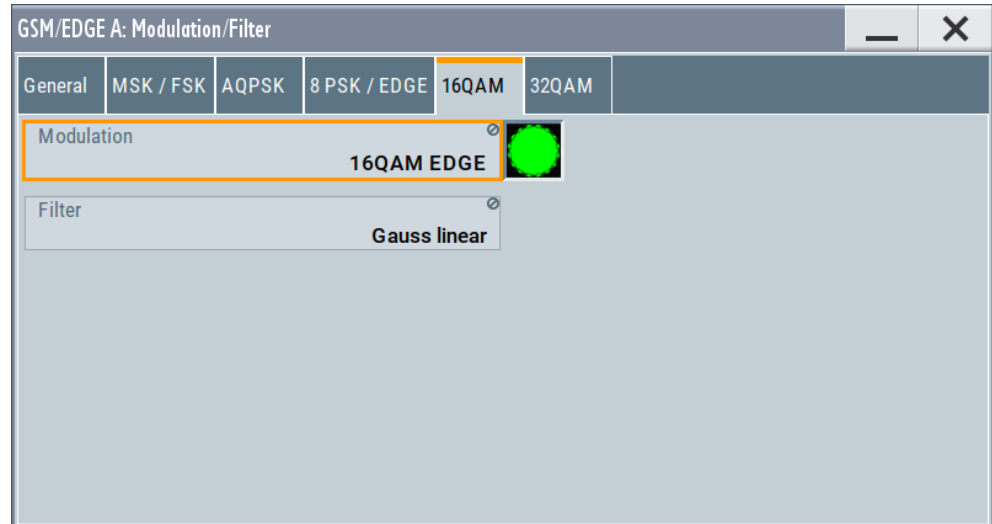 GSM/EDGE A: Modulation/Filter
General MSK / FSK AQPSK 8 PSK / EDGE 16QAM 32QAM
Modulation
16QAM EDGE
Filter
Gauss linear